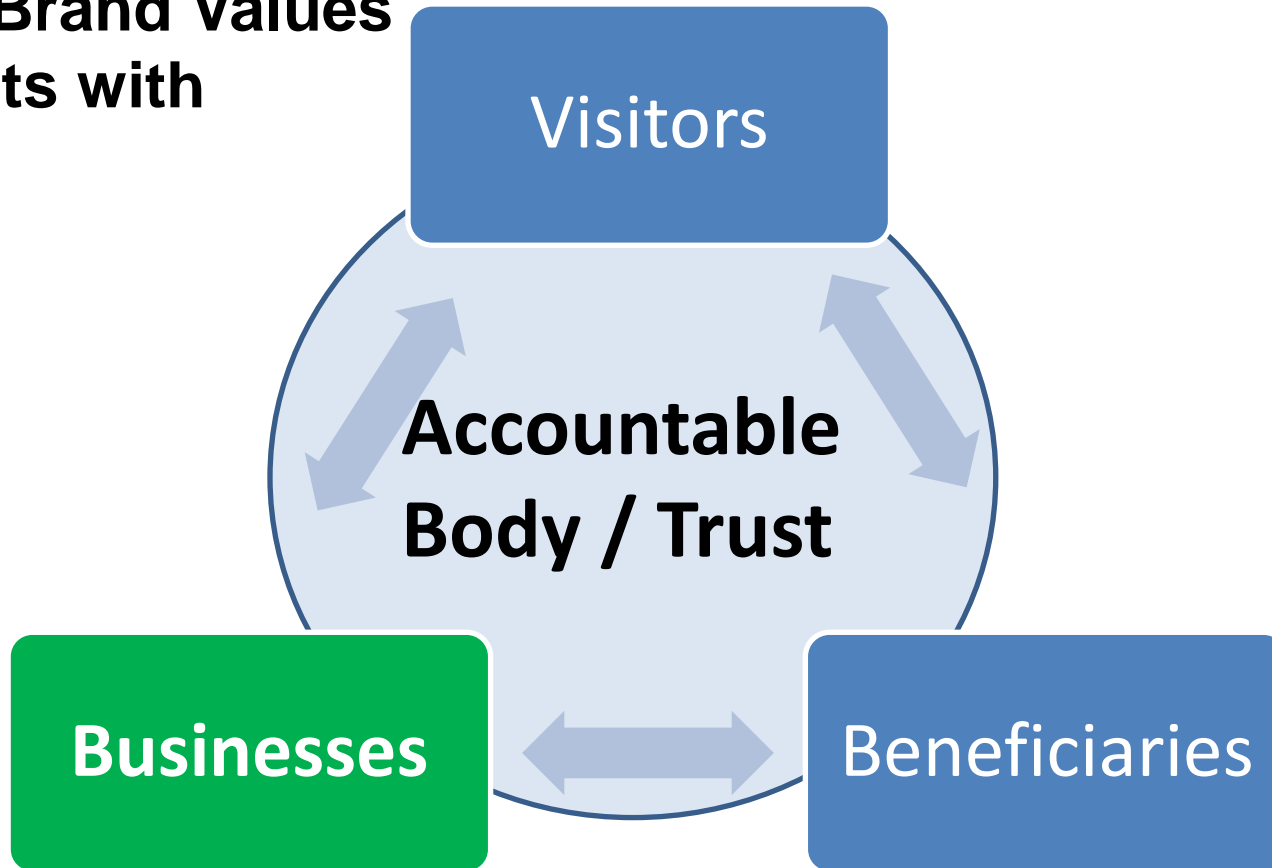 Brand Values
ts with
Visitors
Accountable
Body / Trust
Businesses
Beneficiaries